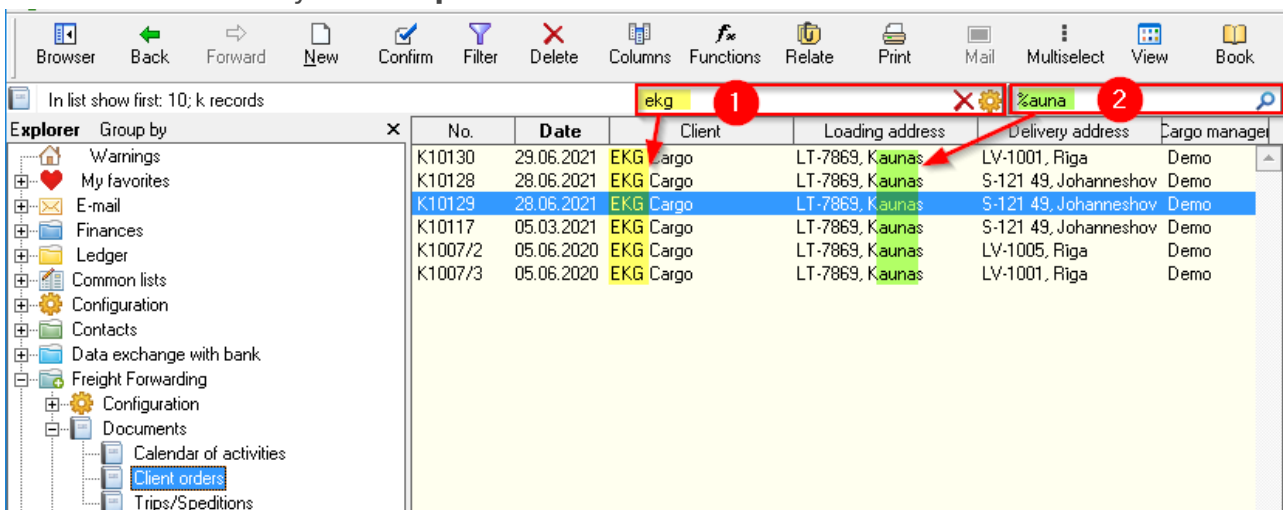 Browser Back Forward New Confirm Filter Delete Columns Functions Relate Print Mail Multiselect View Book
In list show first: 10; k records ekg 1 %auna 2
Explorer Group by No. Date Client Loading address Delivery address Cargo manager
Warnings
My favorites
E-mail
Finances
Ledger
Common lists
Configuration
Contacts
Data exchange with bank
Freight Forwarding
Configuration
Documents
Calendar of activities
Client orders
Trips/Speditions
K10130 29.06.2021 EKG Cargo LT-7869, Kaunas LV-1001, Rīga Demo
K10128 28.06.2021 EKG Cargo LT-7869, Kaunas S-121 49, Johanneshov Demo
K10129 28.06.2021 EKG Cargo LT-7869, Kaunas S-121 49, Johanneshov Demo
K10117 05.03.2021 EKG Cargo LT-7869, Kaunas S-121 49, Johanneshov Demo
K1007/2 05.06.2020 EKG Cargo LT-7869, Kaunas LV-1005, Rīga Demo
K1007/3 05.06.2020 EKG Cargo LT-7869, Kaunas LV-1001, Rīga Demo